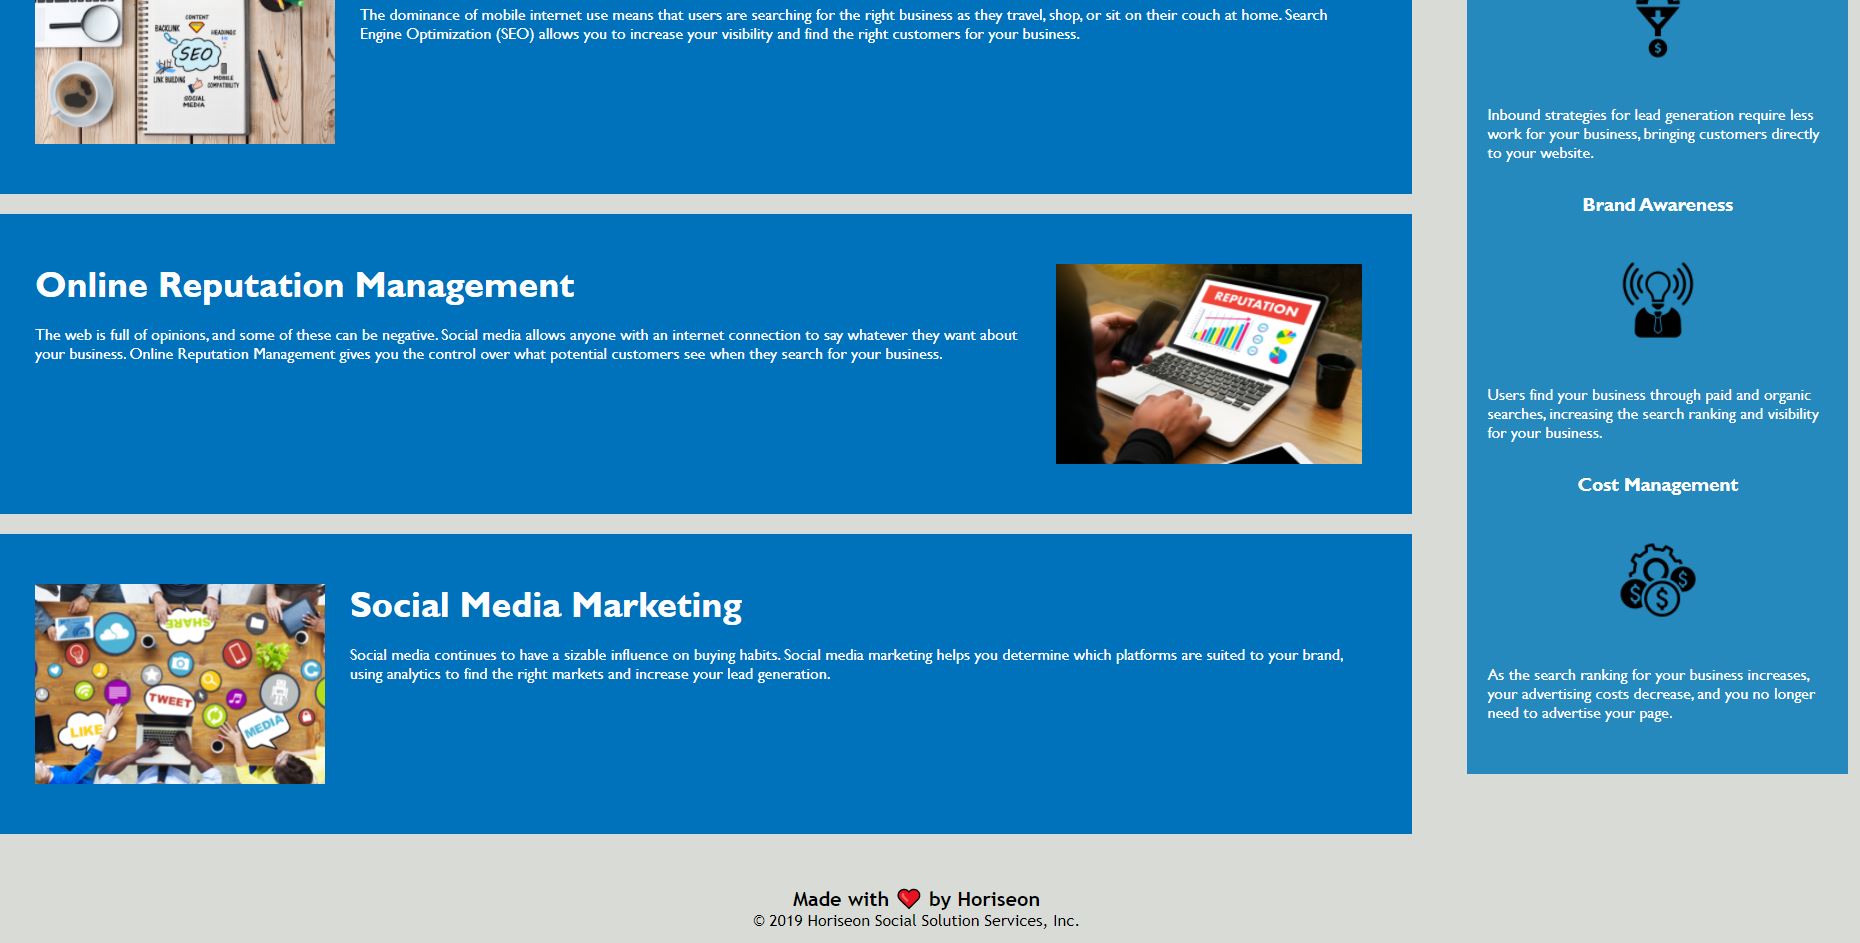 BACKLINK
CONTENT
HEADINGS
SEO
LINK BUILDING
MOBILE
COMPATIBILITY
SOCIAL
MEDIA
The dominance of mobile internet use means that users are searching for the right business as they travel, shop, or sit on their couch at home. Search
Engine Optimization (SEO) allows you to increase your visibility and find the right customers for your business.
Online Reputation Management
The web is full of opinions, and some of these can be negative. Social media allows anyone with an internet connection to say whatever they want about
your business. Online Reputation Management gives you the control over what potential customers see when they search for your business.
REPUTATION
SHARE
TWEET
LIKE
MEDIA
Social Media Marketing
Social media continues to have a sizable influence on buying habits. Social media marketing helps you determine which platforms are suited to your brand,
using analytics to find the right markets and increase your lead generation.
$
Inbound strategies for lead generation require less
work for your business, bringing customers directly
to your website.
Brand Awareness
Users find your business through paid and organic
searches, increasing the search ranking and visibility
for your business.
Cost Management
$ $ $
As the search ranking for your business increases,
your advertising costs decrease, and you no longer
need to advertise your page.
Made with ❤️ by Horiseon
© 2019 Horiseon Social Solution Services, Inc.